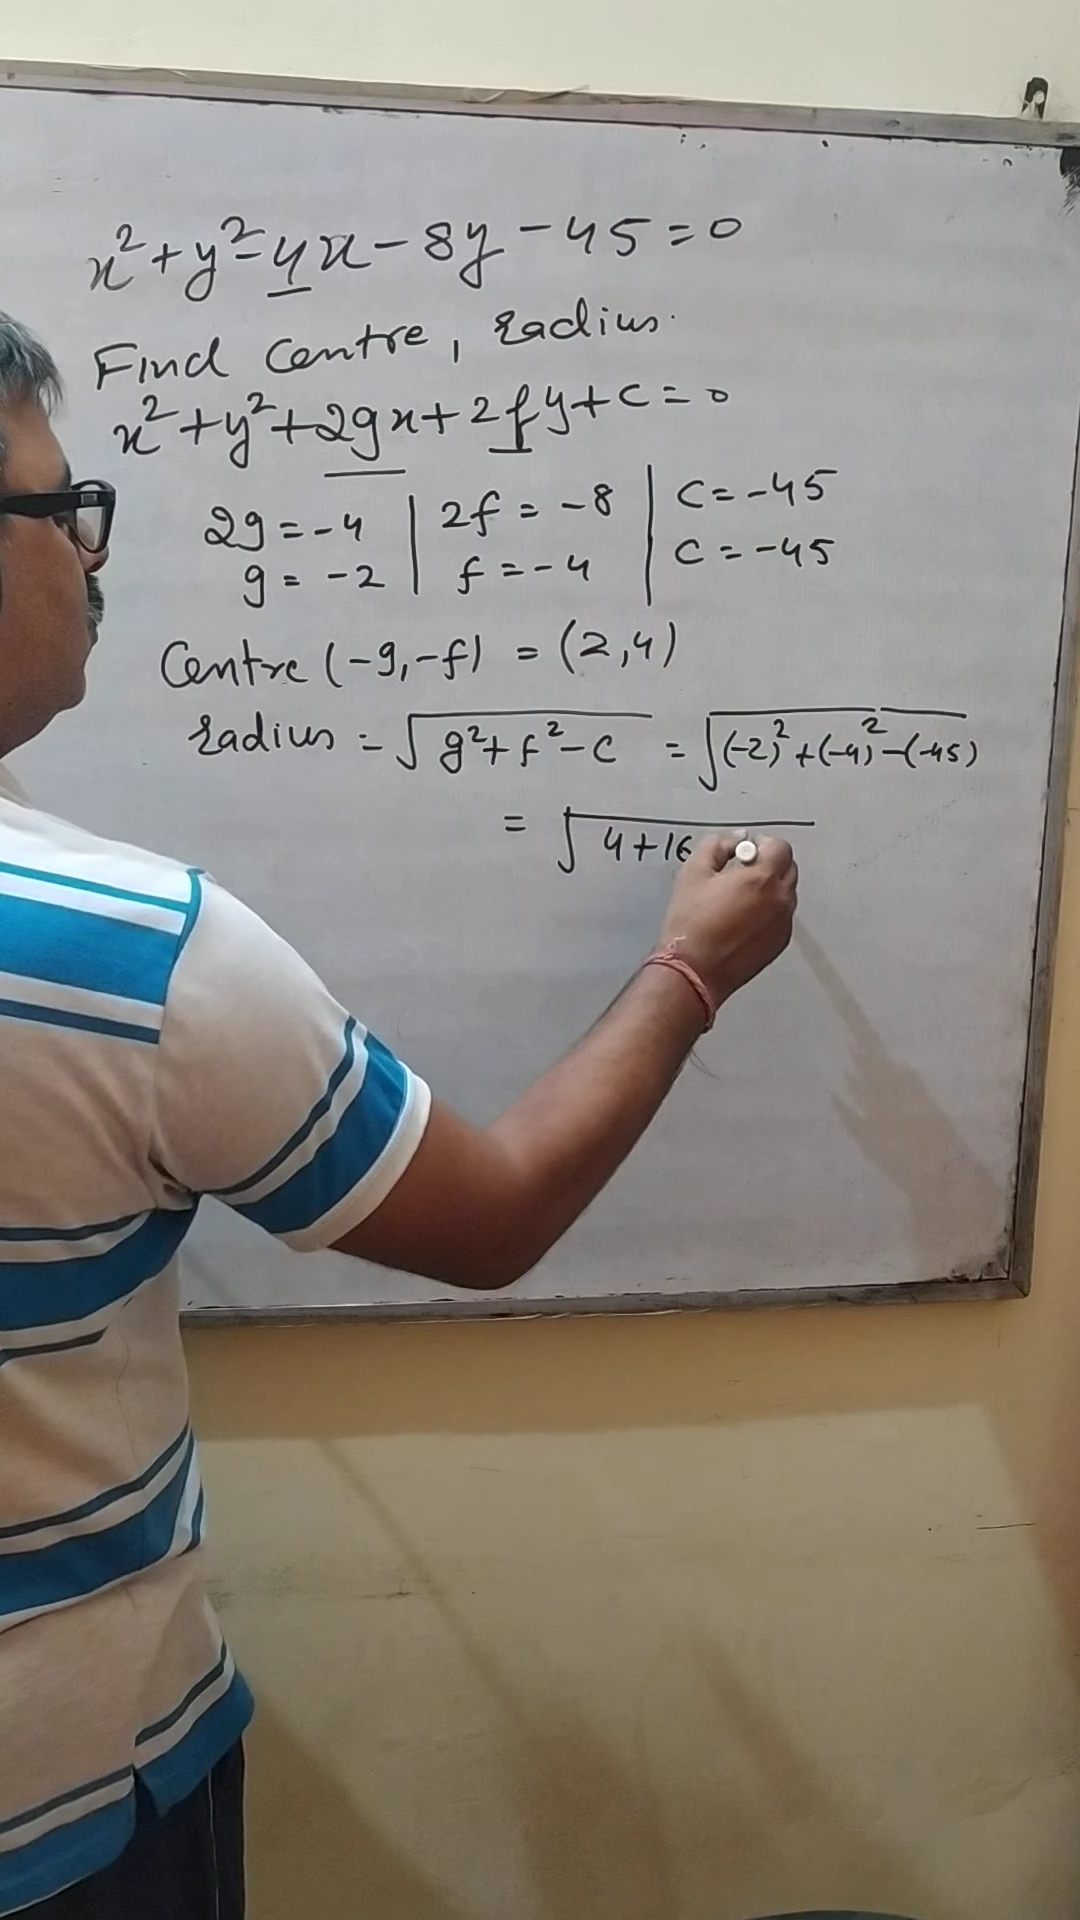 x²+y²-4x-8y-45=0
Find Centre, radius.
x²+y²+2gx+2fy+c=0
2g=-4 | 2f=-8 | C=-45
g=-2 | f=-4 | C=-45
Centre (-g,-f) = (2,4)
radius = √(g²+f²-c) = √((-2)²+(-4)²-(-45))
= √(4+16